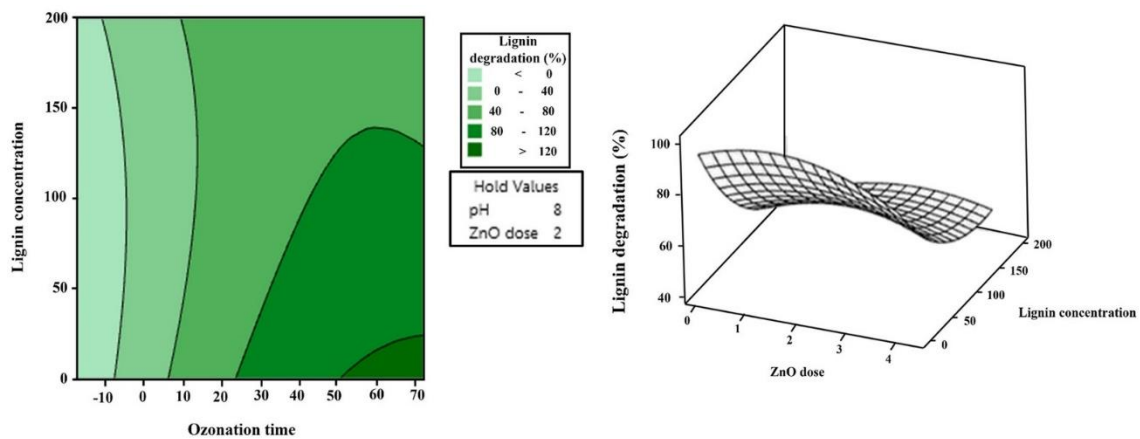 200
150
100
50
0
Lignin concentration
-10 0 10 20 30 40 50 60 70
Ozonation time
Lignin
degradation (%)
< 0
0 - 40
40 - 80
80 - 120
> 120
Hold Values
pH 8
ZnO dose 2
100
80
60
40
Lignin degradation (%)
0 1 2 3 4
ZnO dose
200
150
100
50
0
Lignin concentration